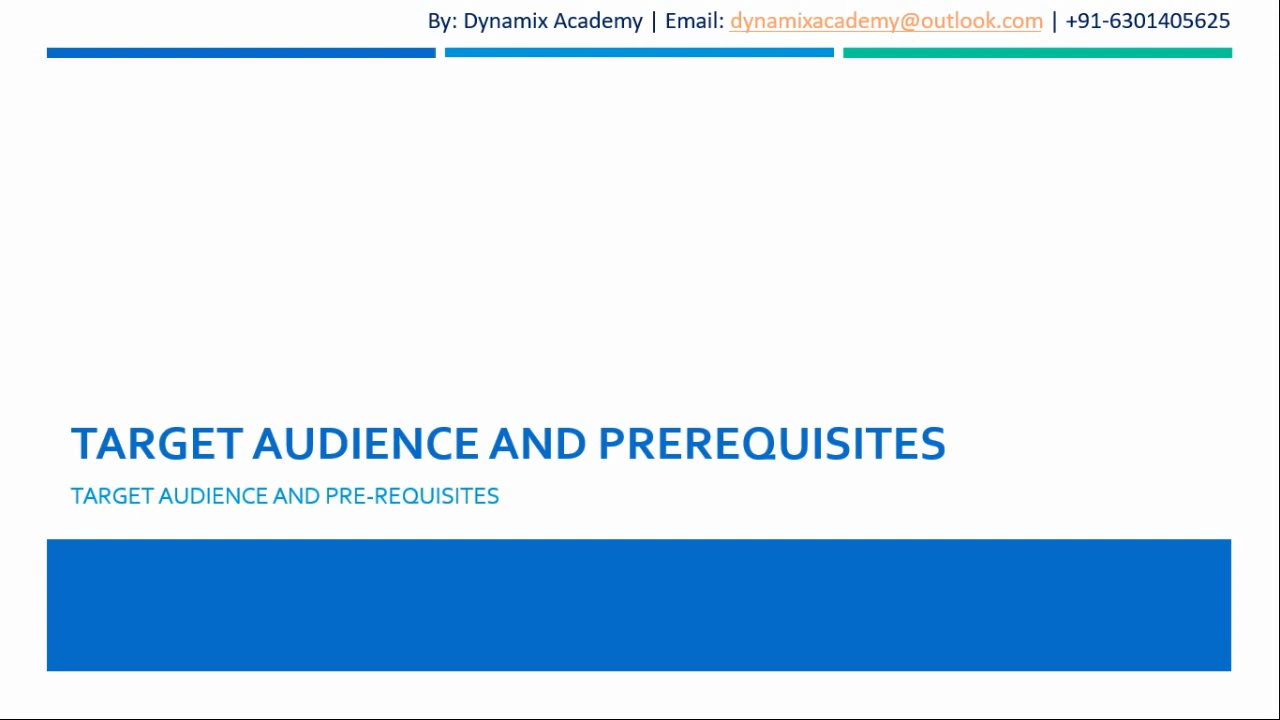 By: Dynamix Academy | Email: dynamixacademy@outlook.com | +91-6301405625
TARGET AUDIENCE AND PREREQUISITES
TARGET AUDIENCE AND PRE-REQUISITES